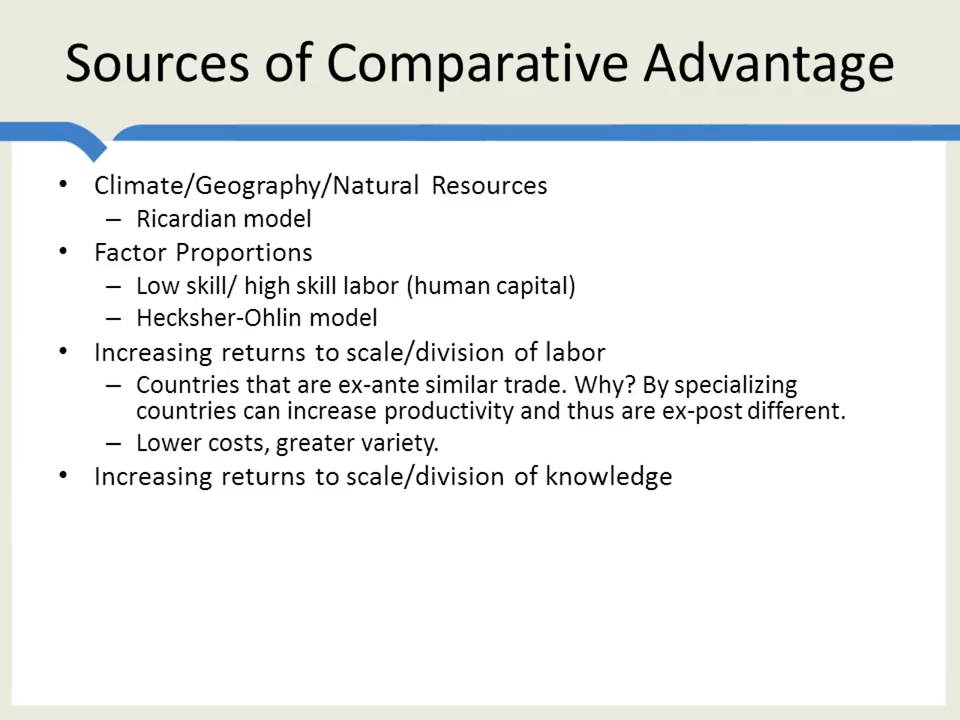 Sources of Comparative Advantage
• Climate/Geography/Natural Resources
– Ricardian model
• Factor Proportions
– Low skill/ high skill labor (human capital)
– Hecksher-Ohlin model
• Increasing returns to scale/division of labor
– Countries that are ex-ante similar trade. Why? By specializing
countries can increase productivity and thus are ex-post different.
– Lower costs, greater variety.
• Increasing returns to scale/division of knowledge